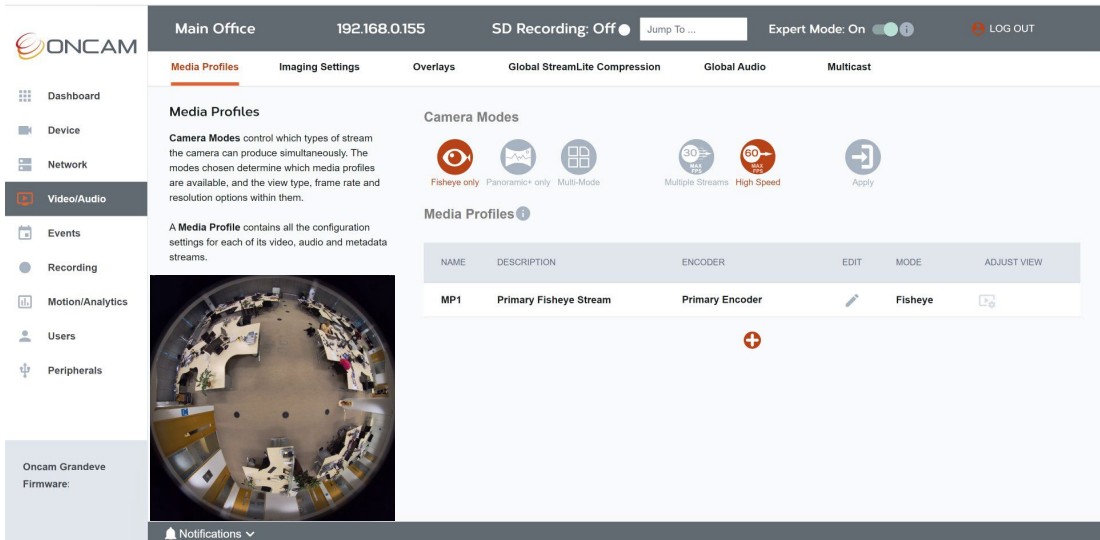 ONCAM
Main Office 192.168.0.155 SD Recording: Off Jump To ... Expert Mode: On i LOG OUT
Media Profiles Imaging Settings Overlays Global StreamLite Compression Global Audio Multicast
Dashboard
Device
Network
Video/Audio
Events
Recording
Motion/Analytics
Users
Peripherals
Oncam Grandeve
Firmware:
Media Profiles
Camera Modes control which types of stream
the camera can produce simultaneously. The
modes chosen determine which media profiles
are available, and the view type, frame rate and
resolution options within them.
A Media Profile contains all the configuration
settings for each of its video, audio and metadata
streams.
Camera Modes
30 MAX FPS 60 MAX FPS
Fisheye only Panoramic+ only Multi-Mode Multiple Streams High Speed Apply
Media Profiles i
NAME DESCRIPTION ENCODER EDIT MODE ADJUST VIEW
MP1 Primary Fisheye Stream Primary Encoder Fisheye
Notifications